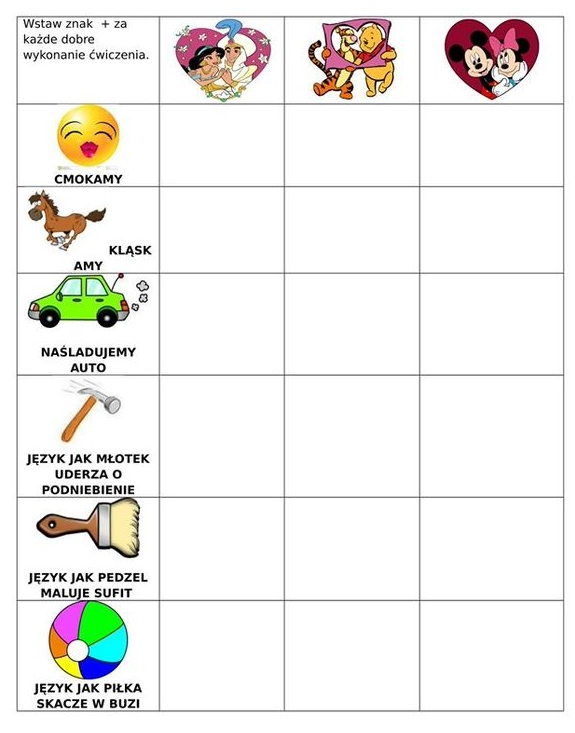 Wstaw znak + za
każde dobre
wykonanie ćwiczenia.
CMOKAMY
KLĄSK
AMY
NAŚLADUJEMY
AUTO
JĘZYK JAK MŁOTEK
UDERZA O
PODNIEBIENIE
JĘZYK JAK PEDZEL
MALUJE SUFIT
JĘZYK JAK PIŁKA
SKACZE W BUZI